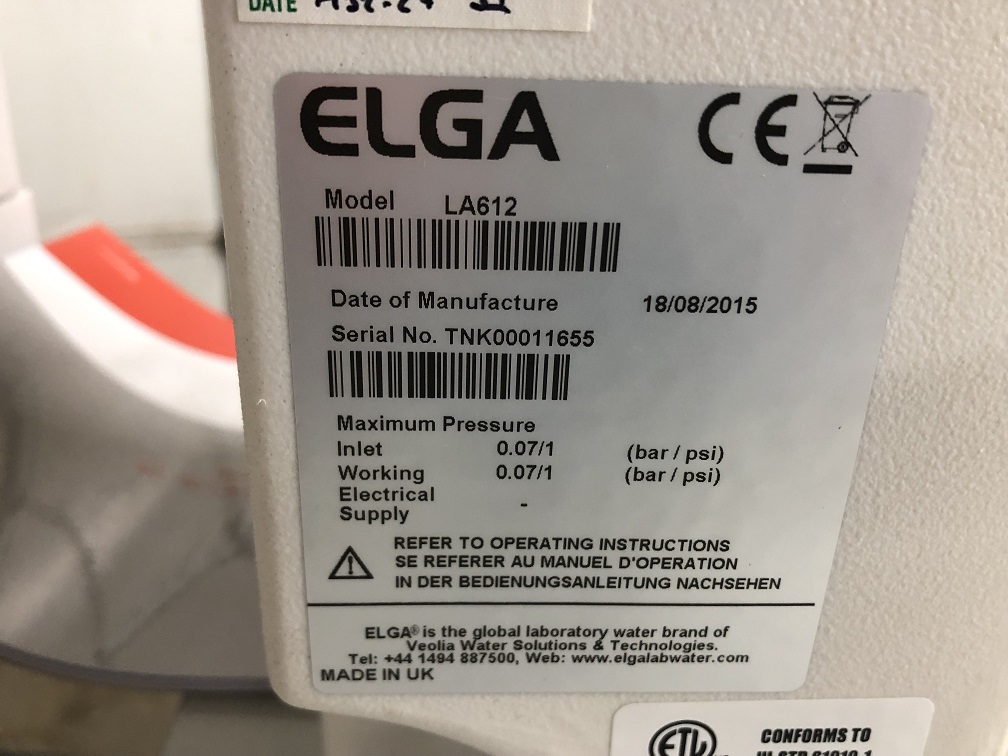 DATE
ELGA CE
Model LA612
Date of Manufacture 18/08/2015
Serial No. TNK00011655
Maximum Pressure
Inlet 0.07/1 (bar / psi)
Working 0.07/1 (bar / psi)
Electrical
Supply -
REFER TO OPERATING INSTRUCTIONS
SE REFERER AU MANUEL D'OPERATION
IN DER BEDIENUNGSANLEITUNG NACHSEHEN
ELGA® is the global laboratory water brand of
Veolia Water Solutions & Technologies.
Tel: +44 1494 887500, Web: www.elgalabwater.com
MADE IN UK
ETL CONFORMS TO